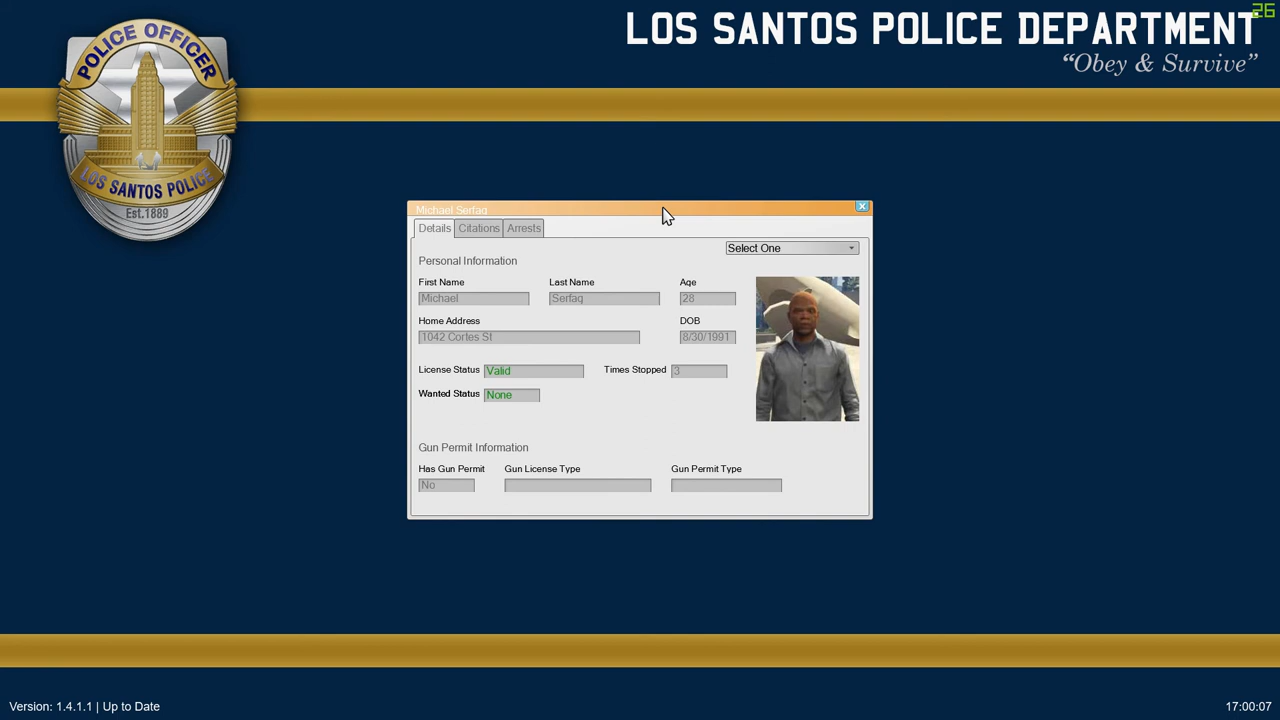 26
LOS SANTOS POLICE DEPARTMENT
“Obey & Survive”
POLICE OFFICER
LOS SANTOS POLICE
Est.1889
Michael Serfaq
Details Citations Arrests
Select One
Personal Information
First Name Last Name Age
Michael Serfaq 28
Home Address DOB
1042 Cortes St 8/30/1991
License Status Valid Times Stopped 3
Wanted Status None
Gun Permit Information
Has Gun Permit Gun License Type Gun Permit Type
No
Version: 1.4.1.1 | Up to Date
17:00:07